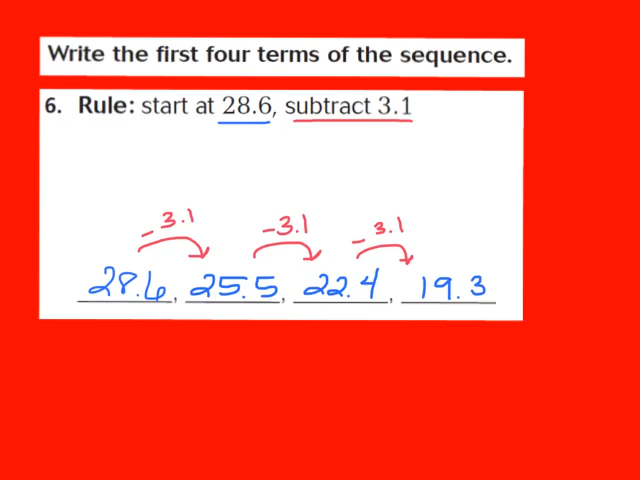 Write the first four terms of the sequence.
6. Rule: start at 28.6, subtract 3.1
-3.1 -3.1 -3.1
28.6, 25.5, 22.4, 19.3